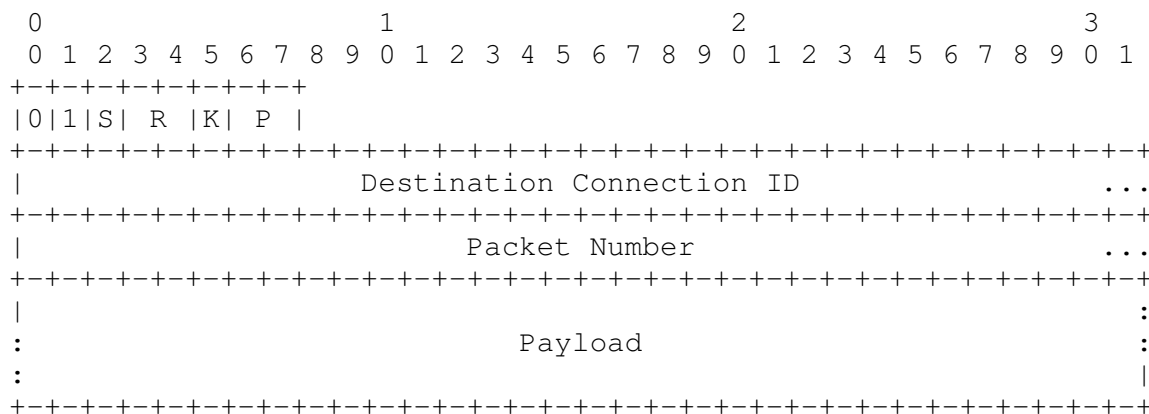 0                   1                   2                   3
 0 1 2 3 4 5 6 7 8 9 0 1 2 3 4 5 6 7 8 9 0 1 2 3 4 5 6 7 8 9 0 1
+-+-+-+-+-+-+-+-+
|0|1|S| R |K| P |
+-+-+-+-+-+-+-+-+-+-+-+-+-+-+-+-+-+-+-+-+-+-+-+-+-+-+-+-+-+-+-+-+
|                   Destination Connection ID                 ...
+-+-+-+-+-+-+-+-+-+-+-+-+-+-+-+-+-+-+-+-+-+-+-+-+-+-+-+-+-+-+-+-+
|                         Packet Number                       ...
+-+-+-+-+-+-+-+-+-+-+-+-+-+-+-+-+-+-+-+-+-+-+-+-+-+-+-+-+-+-+-+-+
|                                                               :
:                            Payload                            :
:                                                               |
+-+-+-+-+-+-+-+-+-+-+-+-+-+-+-+-+-+-+-+-+-+-+-+-+-+-+-+-+-+-+-+-+